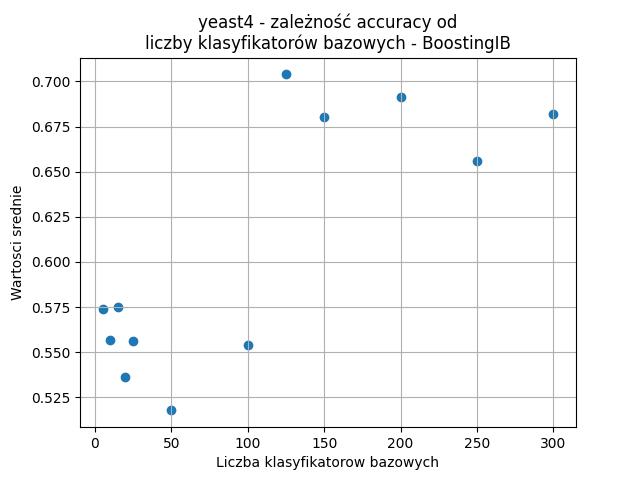 yeast4 - zależność accuracy od
liczby klasyfikatorów bazowych - BoostingIB
0.700
0.675
0.650
0.625
0.600
0.575
0.550
0.525
Wartosci srednie
0 50 100 150 200 250 300
Liczba klasyfikatorow bazowych